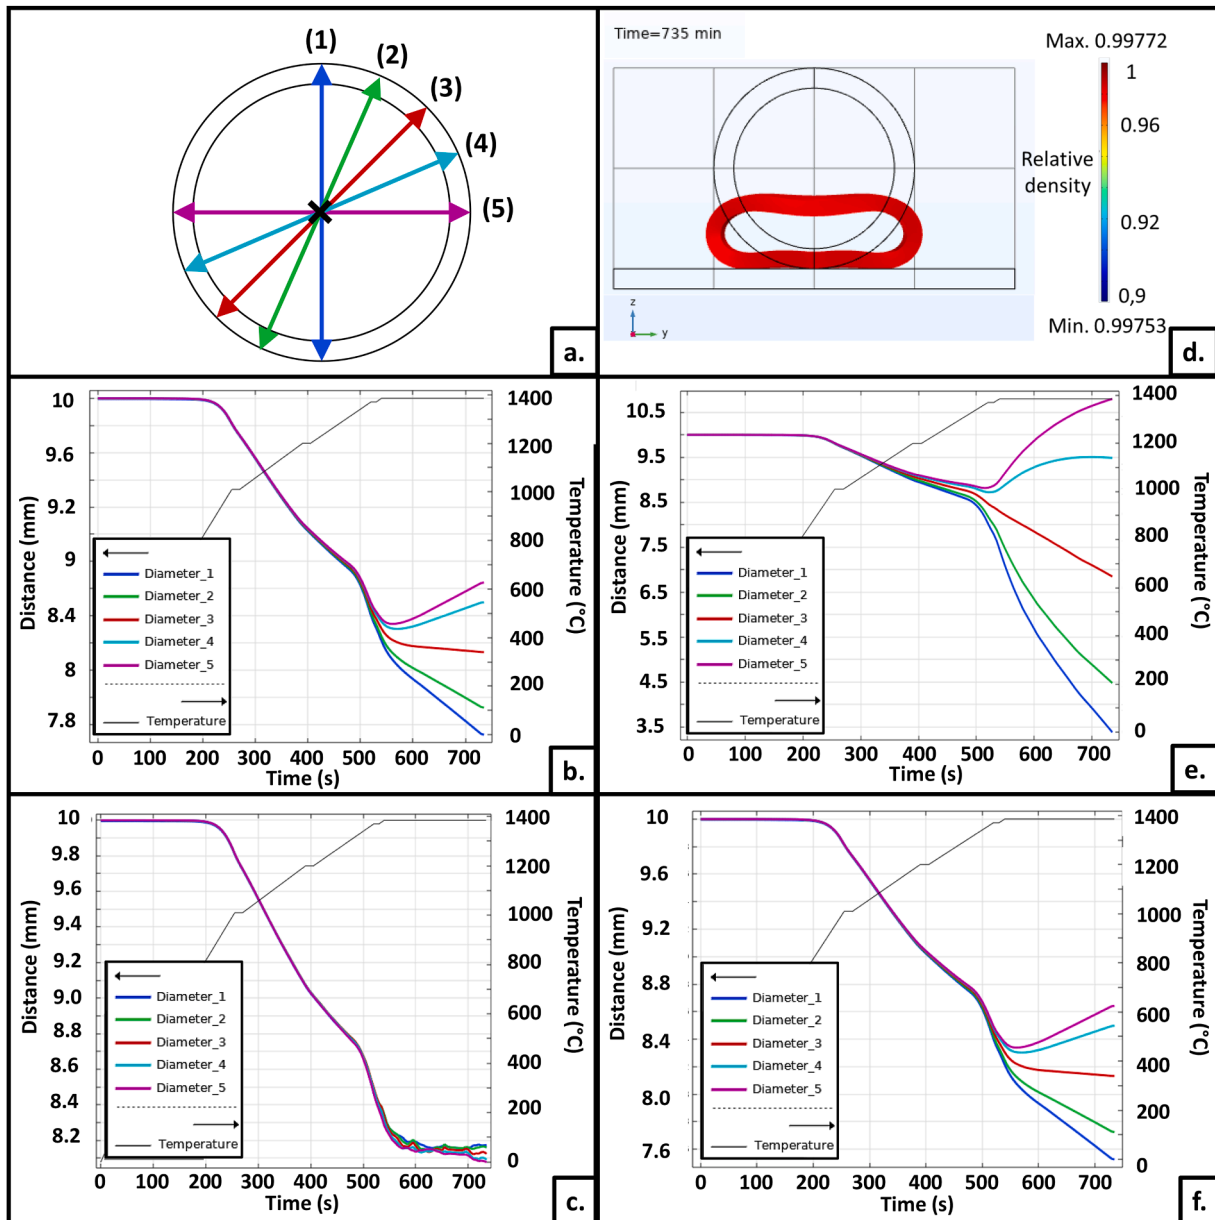 (1)
(2)
(3)
(4)
(5)
a.
Time=735 min
Max. 0.99772
1
0.96
Relative
density
0.92
0,9
Min. 0.99753
z
y
d.
10
9.6
9.2
9
8.4
8
7.8
Distance (mm)
1400
1200
1000
800
600
400
200
0
Temperature (°C)
Diameter_1
Diameter_2
Diameter_3
Diameter_4
Diameter_5
Temperature
0 100 200 300 400 500 600 700
Time (s)
b.
10.5
9.5
8.5
7.5
6.5
5.5
4.5
3.5
Distance (mm)
1400
1200
1000
800
600
400
200
0
Temperature (°C)
Diameter_1
Diameter_2
Diameter_3
Diameter_4
Diameter_5
Temperature
0 100 200 300 400 500 600 700
Time (s)
e.
10
9.8
9.6
9.4
9.2
9.0
8.8
8.6
8.4
8.2
Distance (mm)
1400
1200
1000
800
600
400
200
0
Temperature (°C)
Diameter_1
Diameter_2
Diameter_3
Diameter_4
Diameter_5
Temperature
0 100 200 300 400 500 600 700
Time (s)
c.
10
9.6
9.2
8.8
8.4
8.0
7.6
Distance (mm)
1400
1200
1000
800
600
400
200
0
Temperature (°C)
Diameter_1
Diameter_2
Diameter_3
Diameter_4
Diameter_5
Temperature
0 100 200 300 400 500 600 700
Time (s)
f.